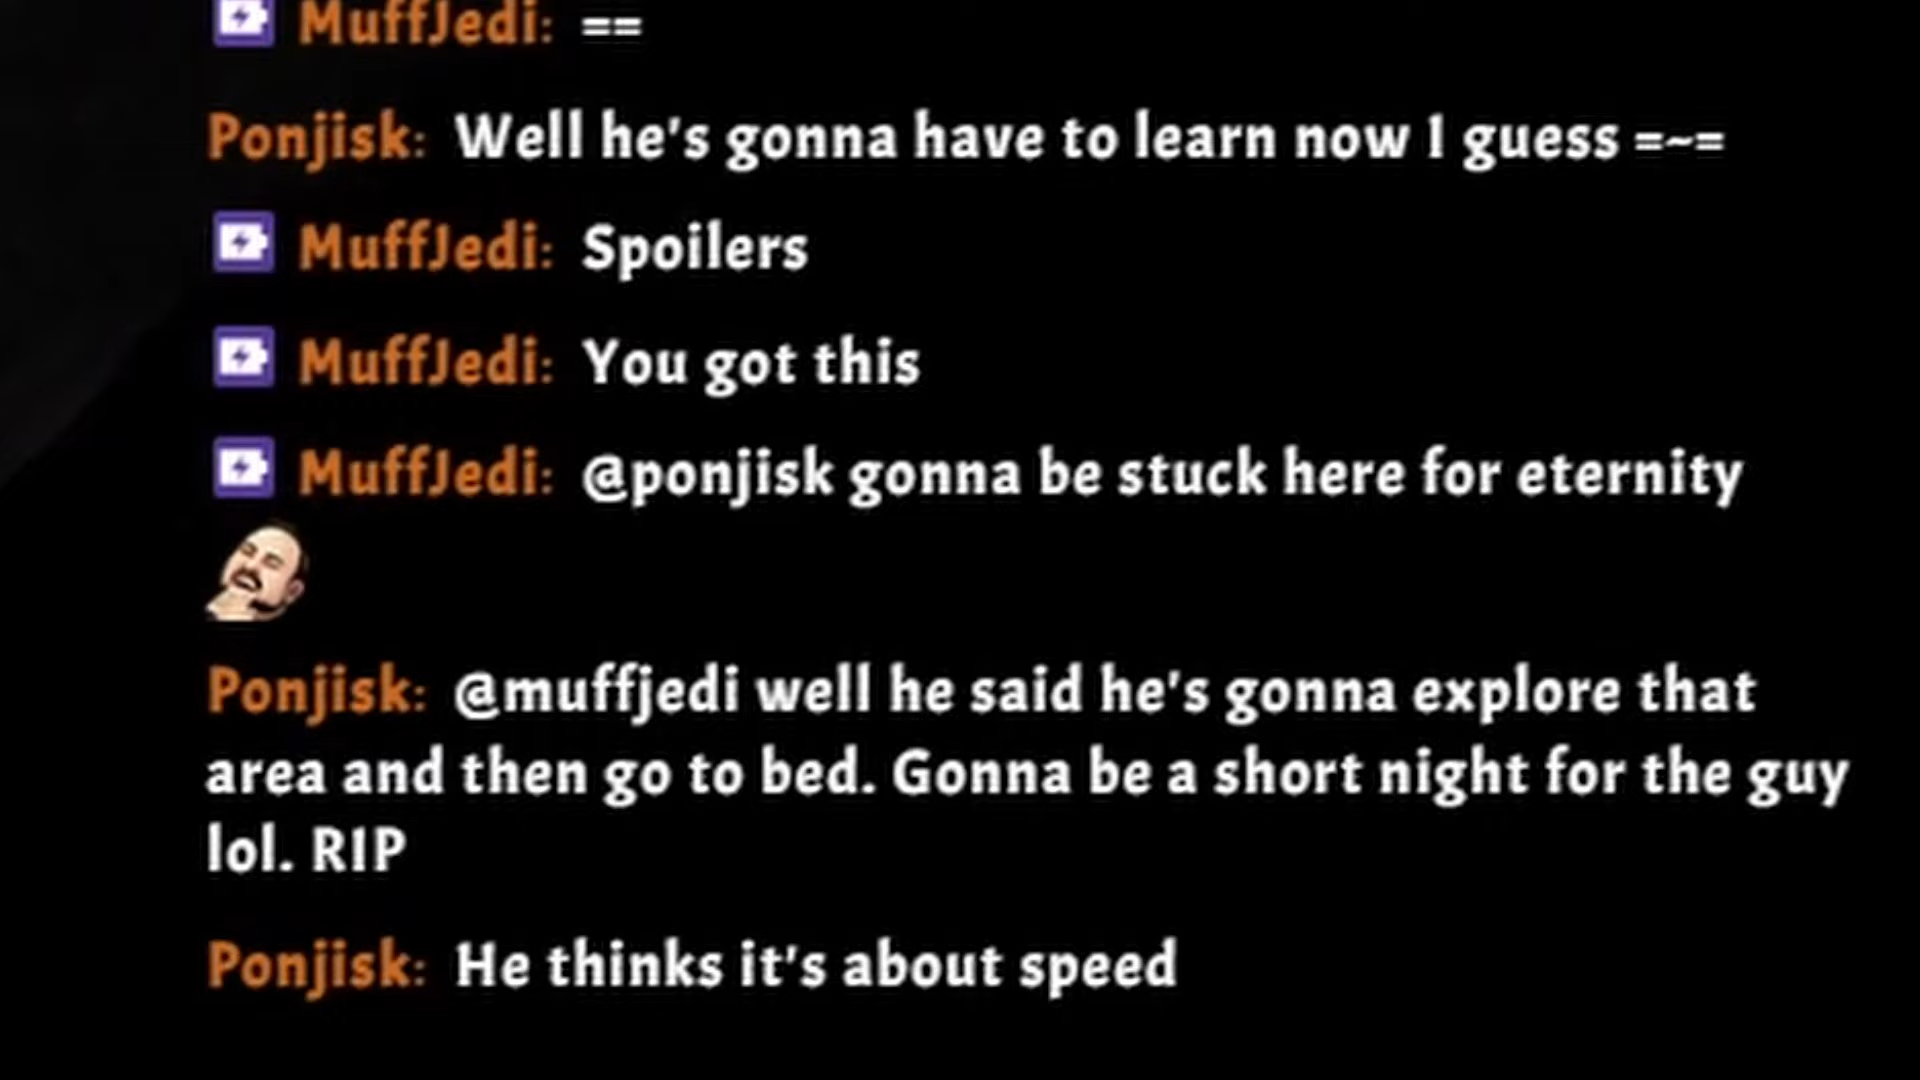 MuffJedi: ==
Ponjisk: Well he's gonna have to learn now I guess =~=
MuffJedi: Spoilers
MuffJedi: You got this
MuffJedi: @ponjisk gonna be stuck here for eternity
Ponjisk: @muffjedi well he said he's gonna explore that
area and then go to bed. Gonna be a short night for the guy
lol. RIP
Ponjisk: He thinks it's about speed